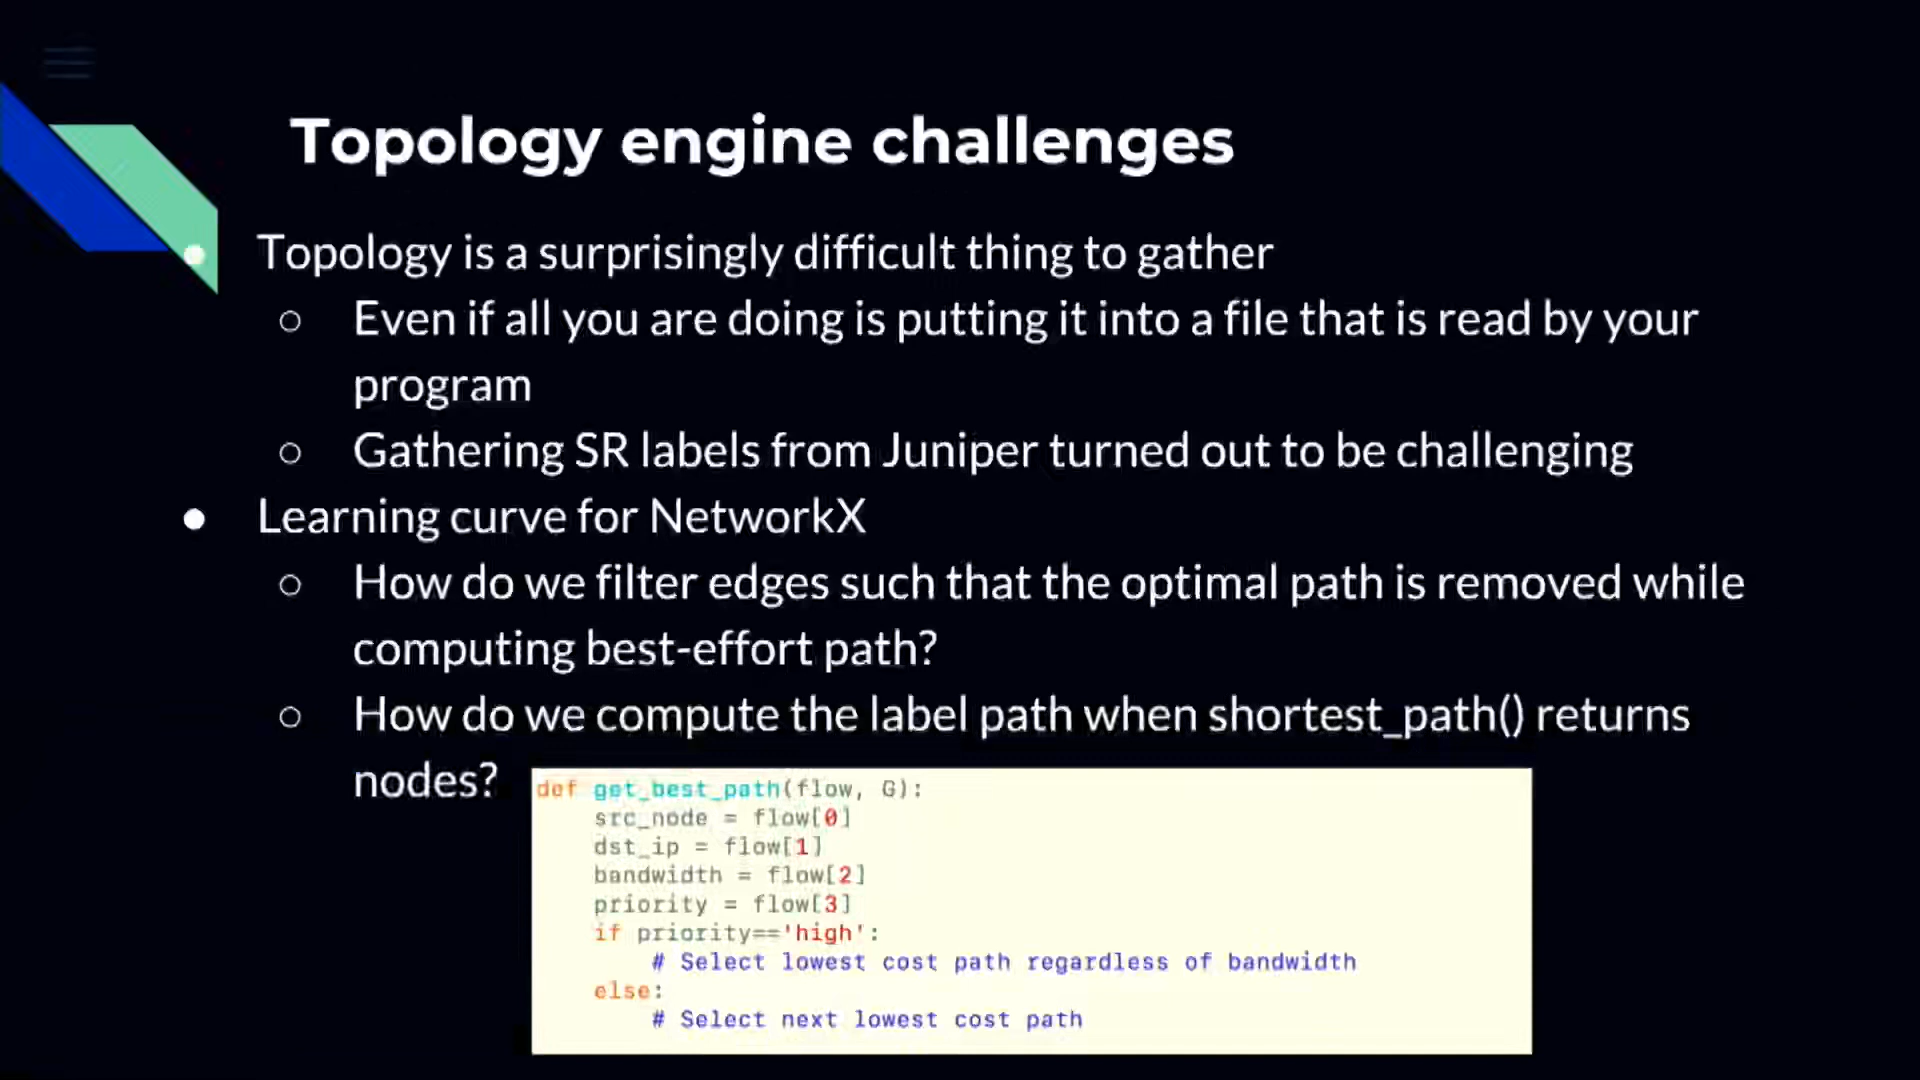 Topology engine challenges
● Topology is a surprisingly difficult thing to gather
○ Even if all you are doing is putting it into a file that is read by your
program
○ Gathering SR labels from Juniper turned out to be challenging
● Learning curve for NetworkX
○ How do we filter edges such that the optimal path is removed while
computing best-effort path?
○ How do we compute the label path when shortest_path() returns
nodes?
def get_best_path(flow, G):
    src_node = flow[0]
    dst_ip = flow[1]
    bandwidth = flow[2]
    priority = flow[3]
    if priority=='high':
        # Select lowest cost path regardless of bandwidth
    else:
        # Select next lowest cost path